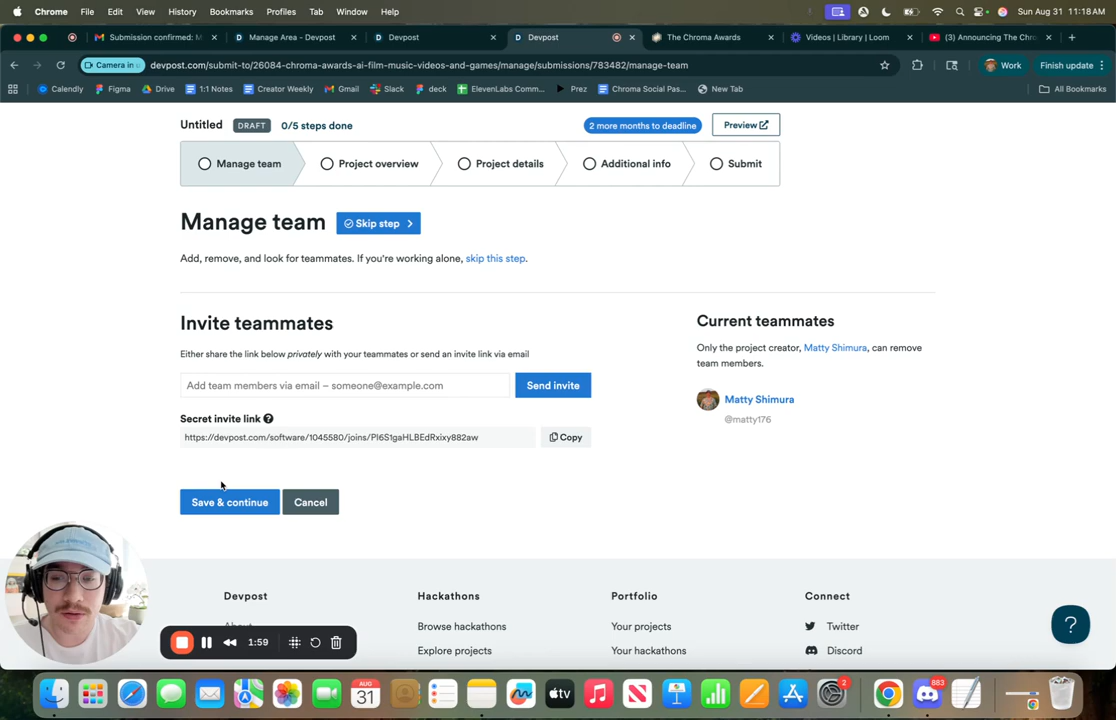 Chrome File Edit View History Bookmarks Profiles Tab Window Help Sun Aug 31 11:18 AM
Submission confirmed: M Manage Area - Devpost Devpost Devpost The Chroma Awards Videos | Library | Loom (3) Announcing The Chr
Camera in u devpost.com/submit-to/26084-chroma-awards-ai-film-music-videos-and-games/manage/submissions/783482/manage-team Work Finish update
Calendly Figma Drive 1:1 Notes Creator Weekly Gmail Slack deck ElevenLabs Comm... Prez Chroma Social Pas... New Tab All Bookmarks
Untitled DRAFT 0/5 steps done 2 more months to deadline Preview
Manage team Project overview Project details Additional info Submit
Manage team Skip step
Add, remove, and look for teammates. If you're working alone, skip this step.
Invite teammates
Either share the link below privately with your teammates or send an invite link via email
Add team members via email – someone@example.com Send invite
Secret invite link ?
https://devpost.com/software/1045580/joins/PI6S1gaHLBEdRxixy882aw Copy
Save & continue Cancel
Current teammates
Only the project creator, Matty Shimura, can remove
team members.
Matty Shimura
@matty176
Devpost Hackathons Portfolio Connect
About Browse hackathons Your projects Twitter
Explore projects Your hackathons Discord
?
1:59
AUG
31
tv
2
883